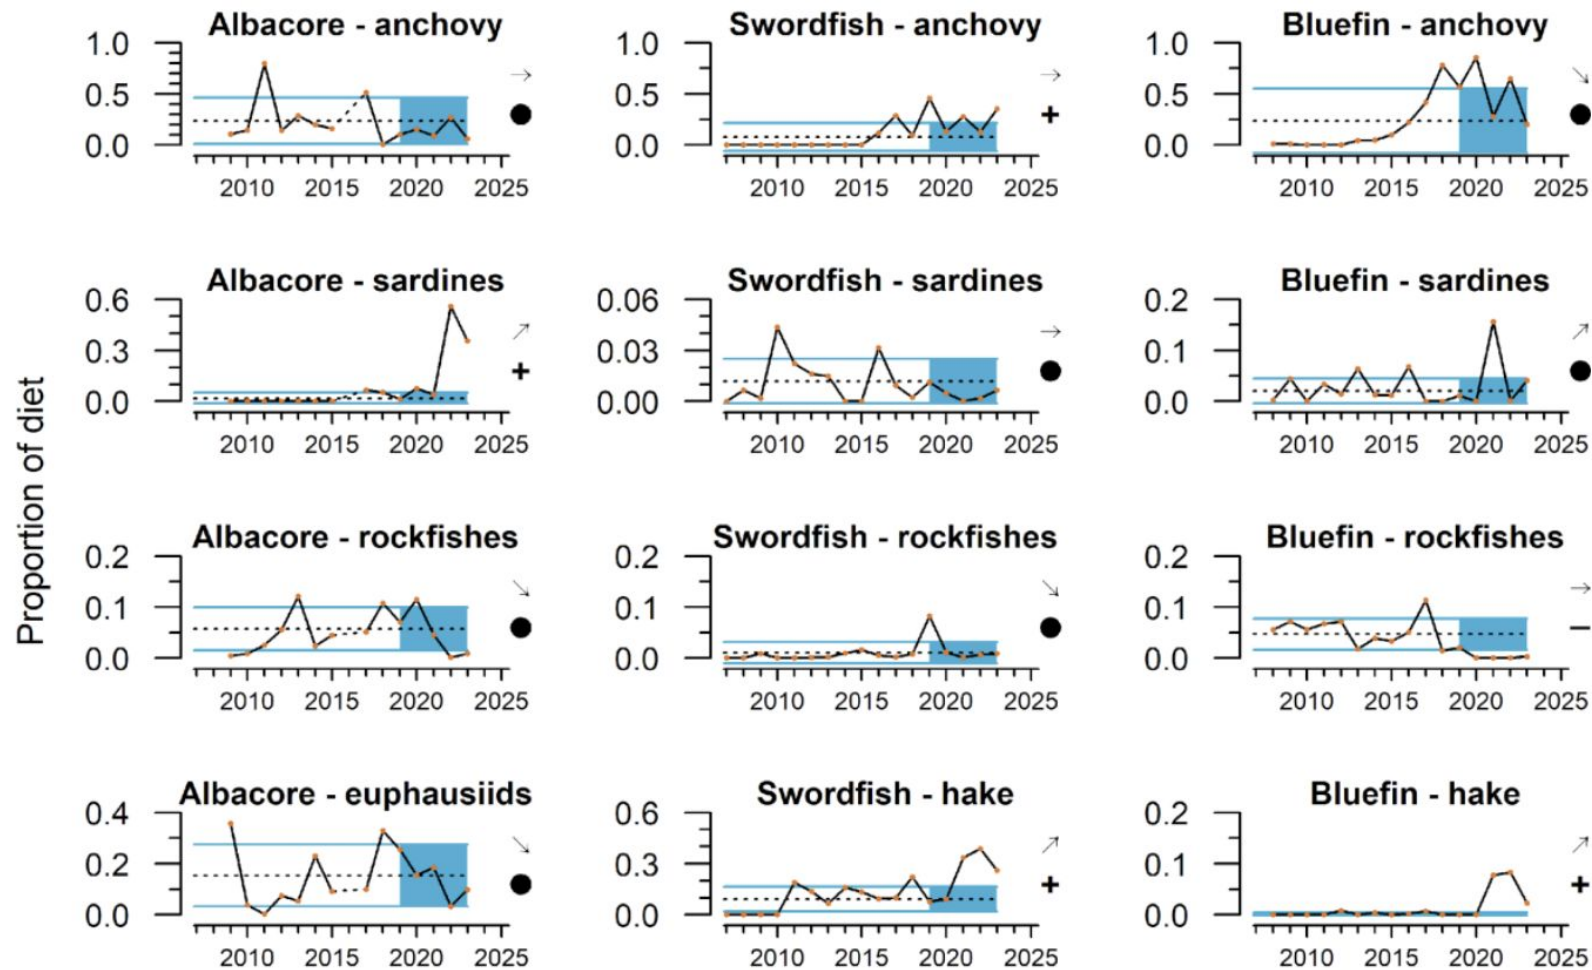 Proportion of diet
Albacore - anchovy
1.0
0.5
0.0
2010 2015 2020 2025
Swordfish - anchovy
1.0
0.5
0.0
2010 2015 2020 2025
Bluefin - anchovy
1.0
0.5
0.0
2010 2015 2020 2025
Albacore - sardines
0.6
0.3
0.0
2010 2015 2020 2025
Swordfish - sardines
0.06
0.03
0.00
2010 2015 2020 2025
Bluefin - sardines
0.2
0.1
0.0
2010 2015 2020 2025
Albacore - rockfishes
0.2
0.1
0.0
2010 2015 2020 2025
Swordfish - rockfishes
0.2
0.1
0.0
2010 2015 2020 2025
Bluefin - rockfishes
0.2
0.1
0.0
2010 2015 2020 2025
Albacore - euphausiids
0.4
0.2
0.0
2010 2015 2020 2025
Swordfish - hake
0.6
0.3
0.0
2010 2015 2020 2025
Bluefin - hake
0.2
0.1
0.0
2010 2015 2020 2025